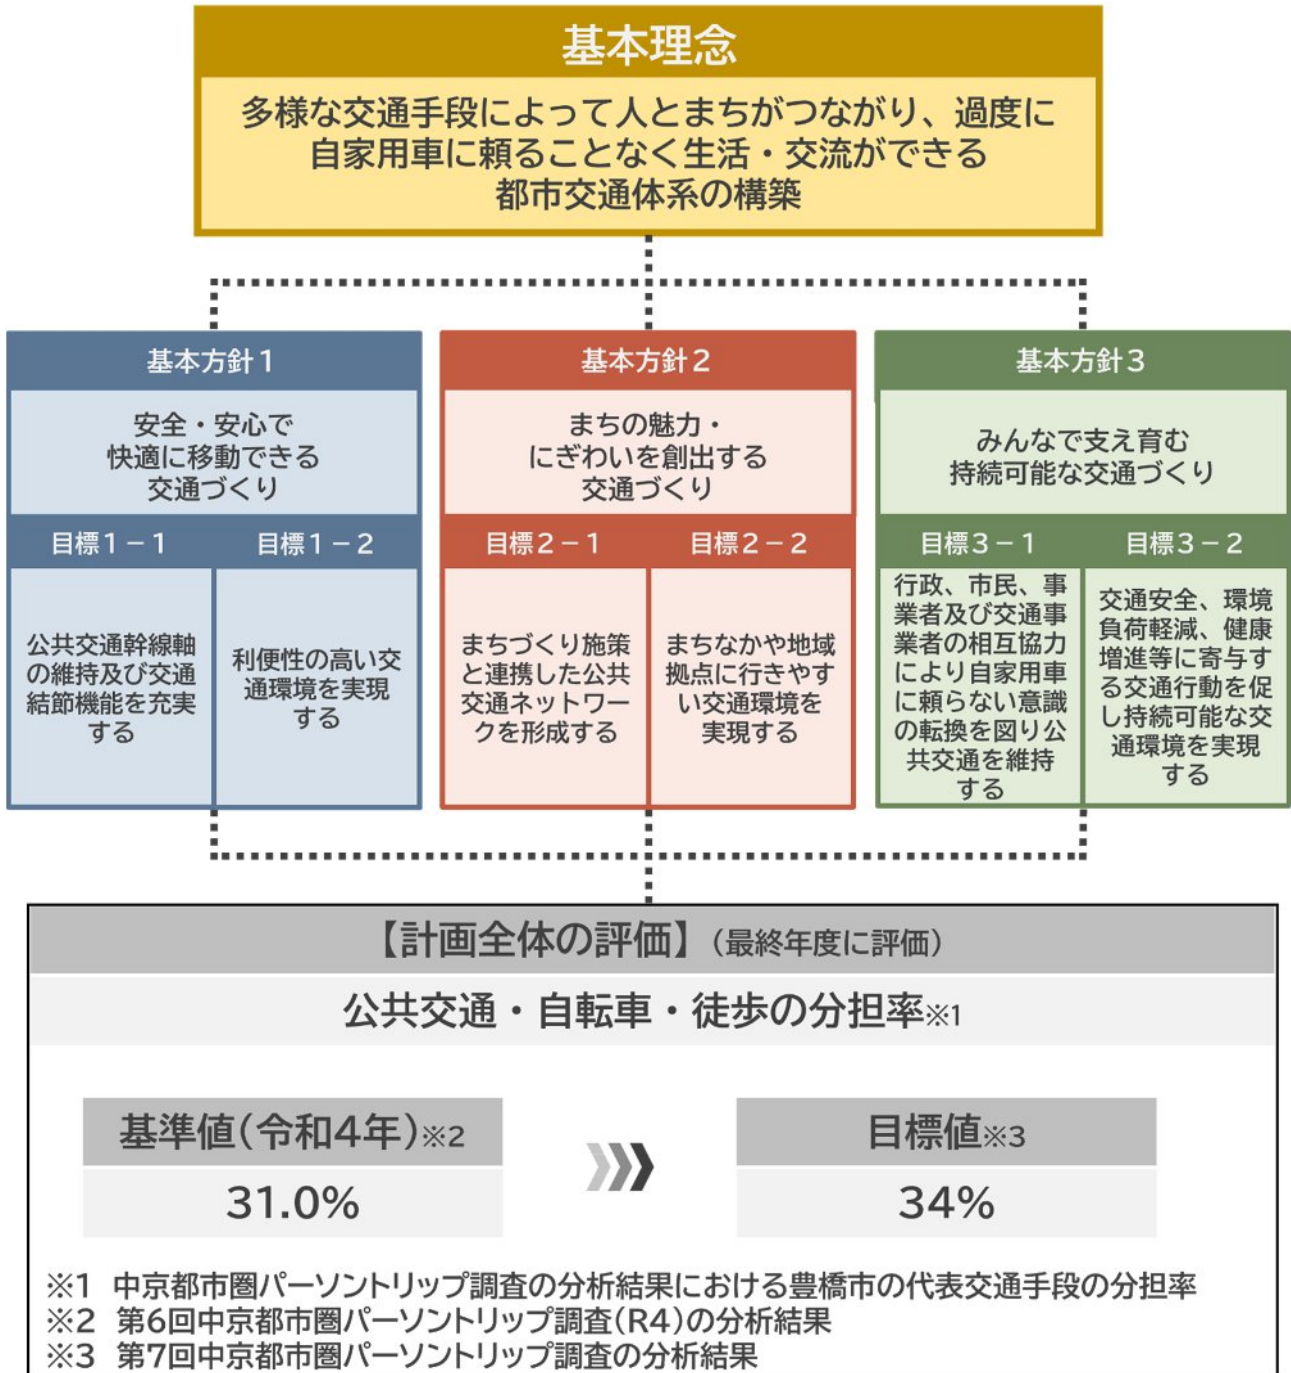 基本理念
多様な交通手段によって人とまちがつながり、過度に
自家用車に頼ることなく生活・交流ができる
都市交通体系の構築
基本方針1
安全・安心で
快適に移動できる
交通づくり
目標1－1
公共交通幹線軸
の維持及び交通
結節機能を充実
する
目標1－2
利便性の高い交
通環境を実現
する
基本方針2
まちの魅力・
にぎわいを創出する
交通づくり
目標2－1
まちづくり施策
と連携した公共
交通ネットワー
クを形成する
目標2－2
まちなかや地域
拠点に行きやす
い交通環境を
実現する
基本方針3
みんなで支え育む
持続可能な交通づくり
目標3－1
行政、市民、事
業者及び交通事
業者の相互協力
により自家用車
に頼らない意識
の転換を図り公
共交通を維持
する
目標3－2
交通安全、環境
負荷軽減、健康
増進等に寄与す
る交通行動を促
し持続可能な交
通環境を実現
する
【計画全体の評価】（最終年度に評価）
公共交通・自転車・徒歩の分担率※1
基準値(令和4年)※2
31.0%
目標値※3
34%
※1 中京都市圏パーソントリップ調査の分析結果における豊橋市の代表交通手段の分担率
※2 第6回中京都市圏パーソントリップ調査(R4)の分析結果
※3 第7回中京都市圏パーソントリップ調査の分析結果